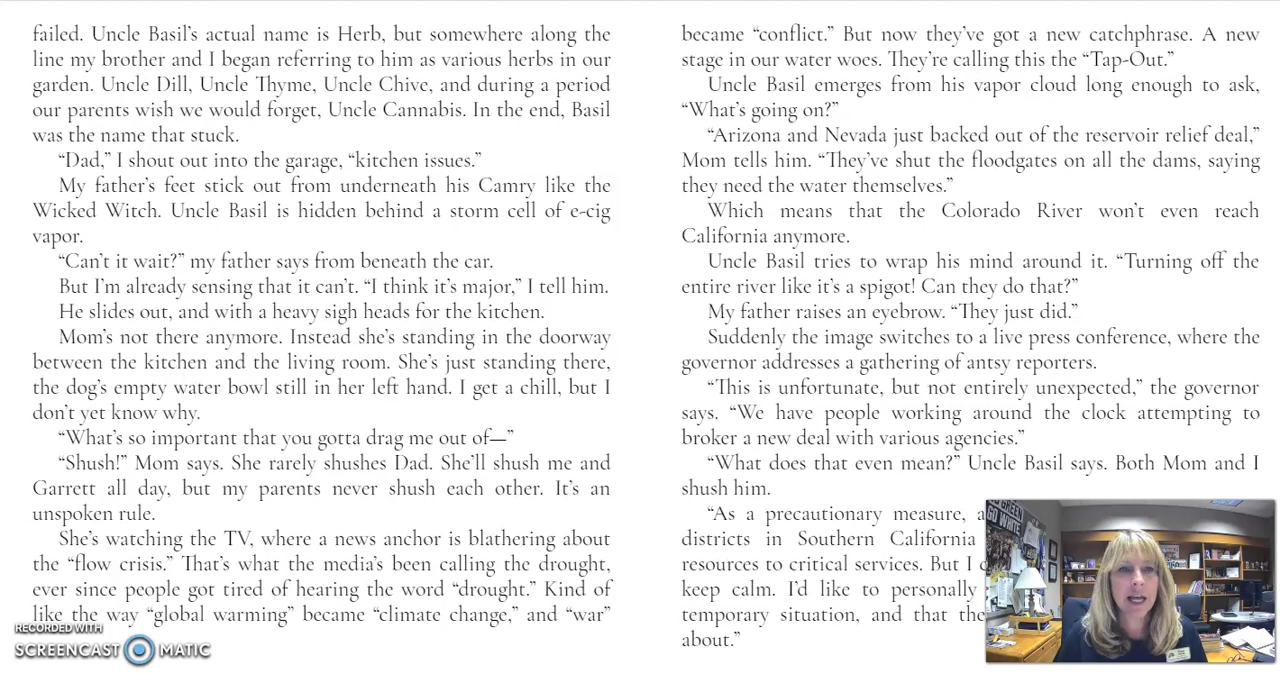 failed. Uncle Basil’s actual name is Herb, but somewhere along the
line my brother and I began referring to him as various herbs in our
garden. Uncle Dill, Uncle Thyme, Uncle Chive, and during a period
our parents wish we would forget, Uncle Cannabis. In the end, Basil
was the name that stuck.
“Dad,” I shout out into the garage, “kitchen issues.”
My father’s feet stick out from underneath his Camry like the
Wicked Witch. Uncle Basil is hidden behind a storm cell of e-cig
vapor.
“Can’t it wait?” my father says from beneath the car.
But I’m already sensing that it can’t. “I think it’s major,” I tell him.
He slides out, and with a heavy sigh heads for the kitchen.
Mom’s not there anymore. Instead she’s standing in the doorway
between the kitchen and the living room. She’s just standing there,
the dog’s empty water bowl still in her left hand. I get a chill, but I
don’t yet know why.
“What’s so important that you gotta drag me out of—”
“Shush!” Mom says. She rarely shushes Dad. She’ll shush me and
Garrett all day, but my parents never shush each other. It’s an
unspoken rule.
She’s watching the TV, where a news anchor is blathering about
the “flow crisis.” That’s what the media’s been calling the drought,
ever since people got tired of hearing the word “drought.” Kind of
like the way “global warming” became “climate change,” and “war”
became “conflict.” But now they’ve got a new catchphrase. A new
stage in our water woes. They’re calling this the “Tap-Out.”
Uncle Basil emerges from his vapor cloud long enough to ask,
“What’s going on?”
“Arizona and Nevada just backed out of the reservoir relief deal,”
Mom tells him. “They’ve shut the floodgates on all the dams, saying
they need the water themselves.”
Which means that the Colorado River won’t even reach
California anymore.
Uncle Basil tries to wrap his mind around it. “Turning off the
entire river like it’s a spigot! Can they do that?”
My father raises an eyebrow. “They just did.”
Suddenly the image switches to a live press conference, where the
governor addresses a gathering of antsy reporters.
“This is unfortunate, but not entirely unexpected,” the governor
says. “We have people working around the clock attempting to
broker a new deal with various agencies.”
“What does that even mean?” Uncle Basil says. Both Mom and I
shush him.
“As a precautionary measure, a
districts in Southern California
resources to critical services. But I
keep calm. I’d like to personally
temporary situation, and that the
about.”
RECORDED WITH
SCREENCAST MATIC
GO GREEN
GO WHITE